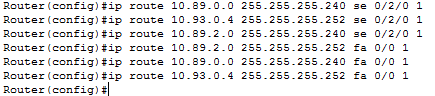 Router(config)#ip route 10.89.0.0 255.255.255.240 se 0/2/0 1
Router(config)#ip route 10.93.0.4 255.255.255.252 se 0/2/0 1
Router(config)#ip route 10.89.2.0 255.255.255.240 se 0/2/0 1
Router(config)#ip route 10.89.2.0 255.255.255.252 fa 0/0 1
Router(config)#ip route 10.89.0.0 255.255.255.240 fa 0/0 1
Router(config)#ip route 10.93.0.4 255.255.255.252 fa 0/0 1
Router(config)#